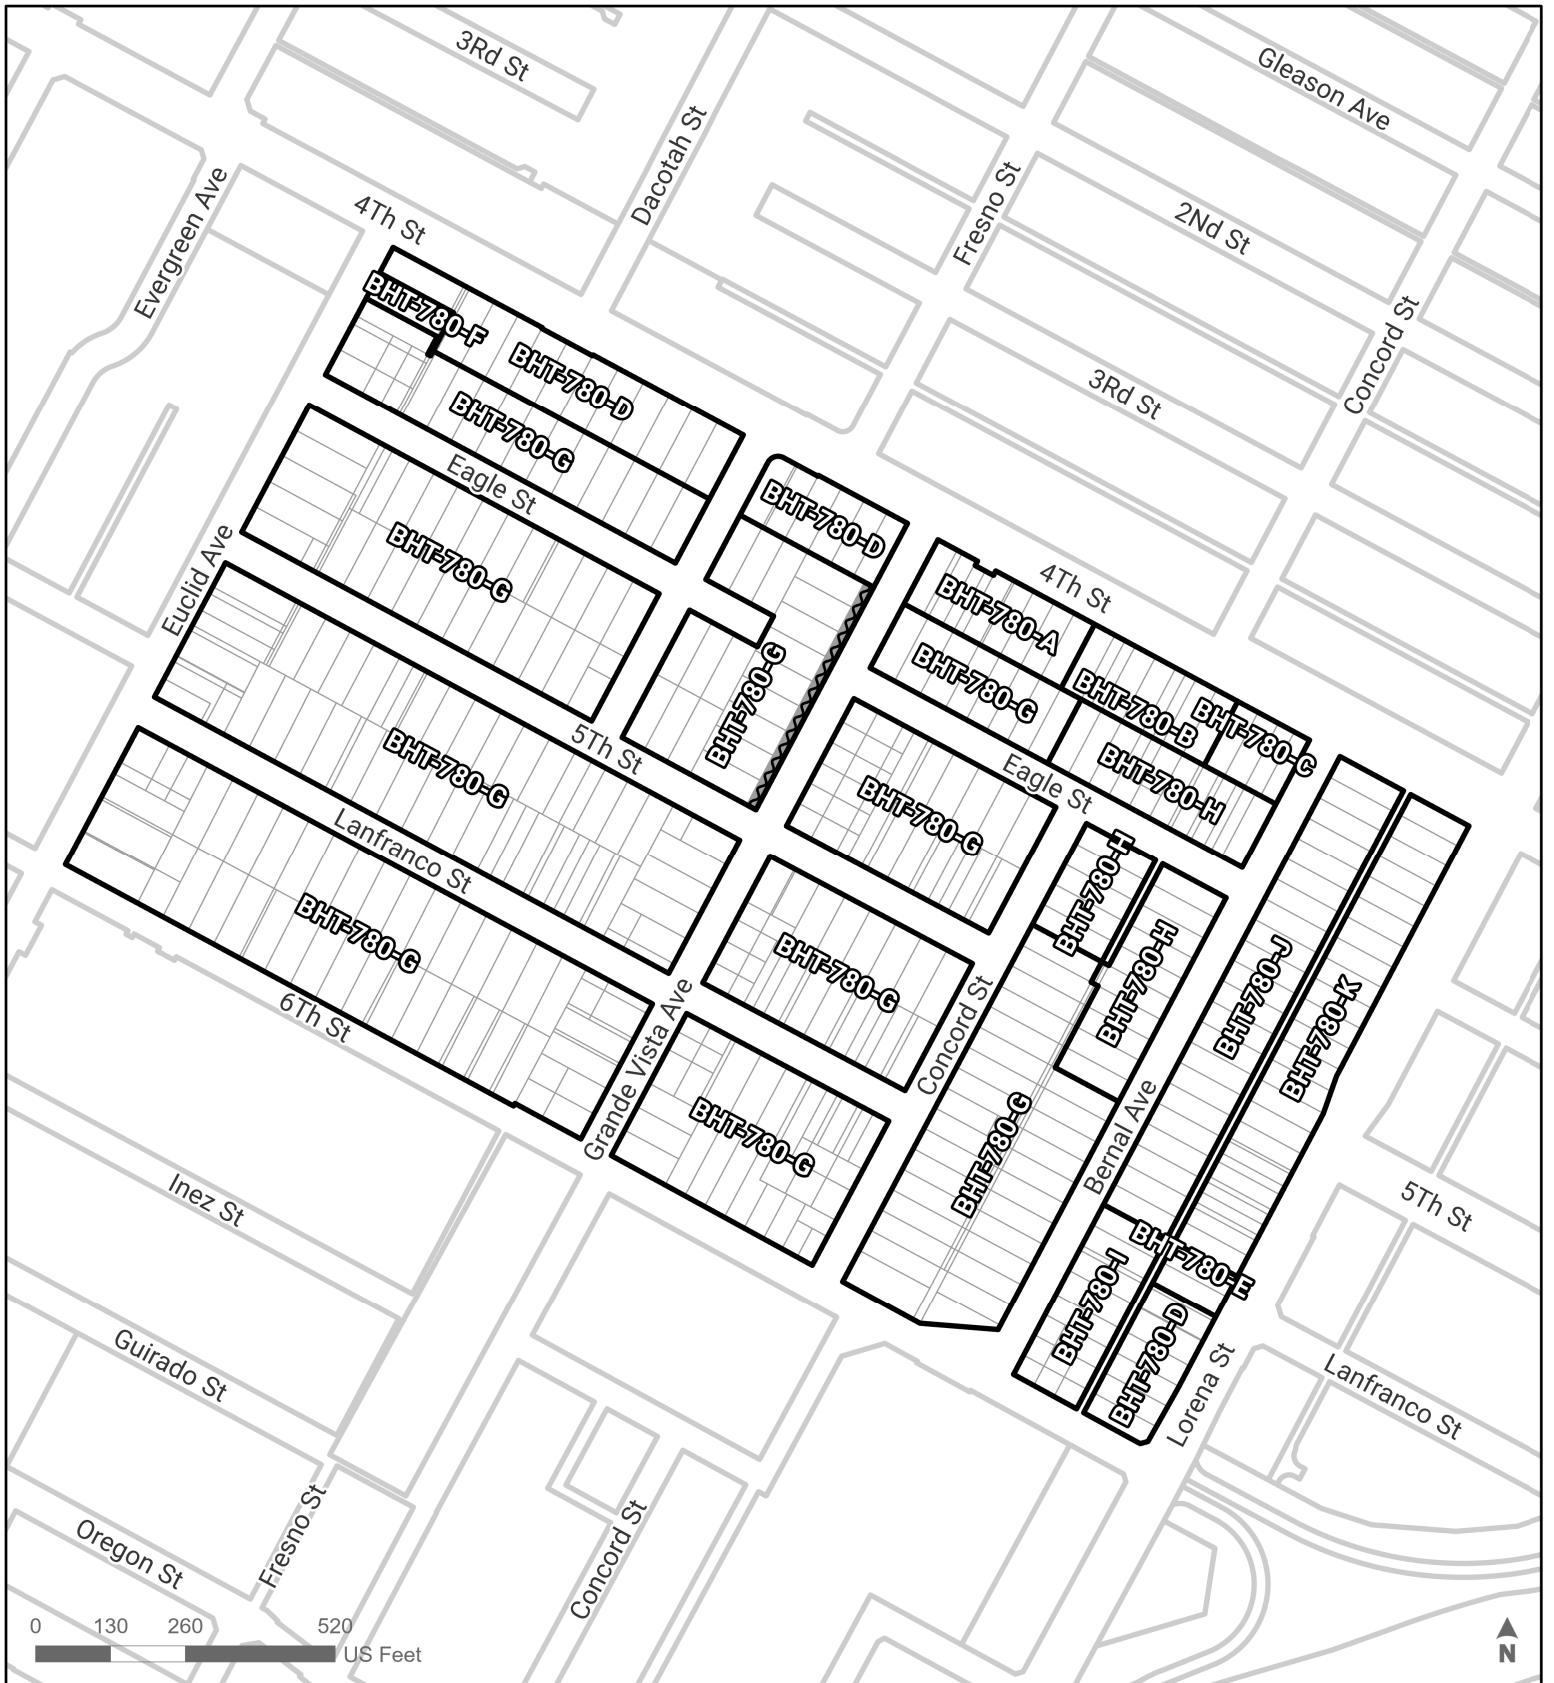 3Rd St
Gleason Ave
Dacotah St
Evergreen Ave
4Th St
Fresno St
2Nd St
Concord St
BHT-780-F
BHT-780-D
3Rd St
BHT-780-G
Eagle St
BHT-780-D
BHT-780-G
Euclid Ave
4Th St
BHT-780-A
BHT-780-G
BHT-780-G
BHT-780-B
BHT-780-C
5Th St
BHT-780-G
Eagle St
BHT-780-H
BHT-780-G
Lanfranco St
BHT-780-H
BHT-780-G
BHT-780-G
BHT-780-H
BHT-780-J
6Th St
Concord St
BHT-780-K
Grande Vista Ave
BHT-780-G
BHT-780-G
Bernal Ave
Inez St
5Th St
BHT-780-E
BHT-780-I
Guirado St
BHT-780-D
Lorena St
Lanfranco St
Fresno St
Oregon St
Concord St
0 130 260 520
US Feet
N